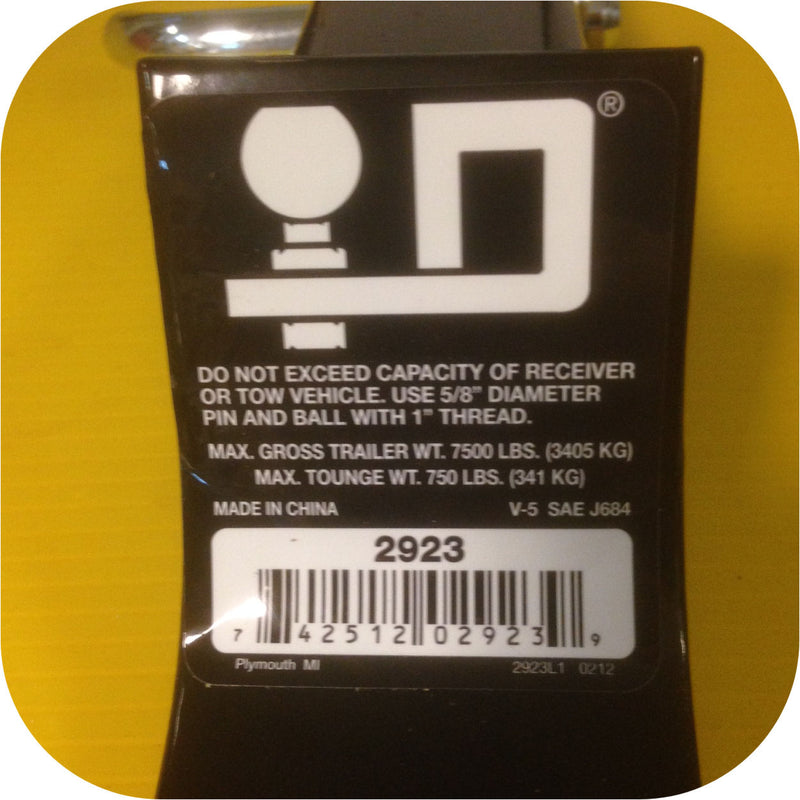 ®
DO NOT EXCEED CAPACITY OF RECEIVER
OR TOW VEHICLE. USE 5/8" DIAMETER
PIN AND BALL WITH 1" THREAD.
MAX. GROSS TRAILER WT. 7500 LBS. (3405 KG)
MAX. TOUNGE WT. 750 LBS. (341 KG)
MADE IN CHINA V-5 SAE J684
2923
7 42512 02923 9
Plymouth MI 2923L1 0212